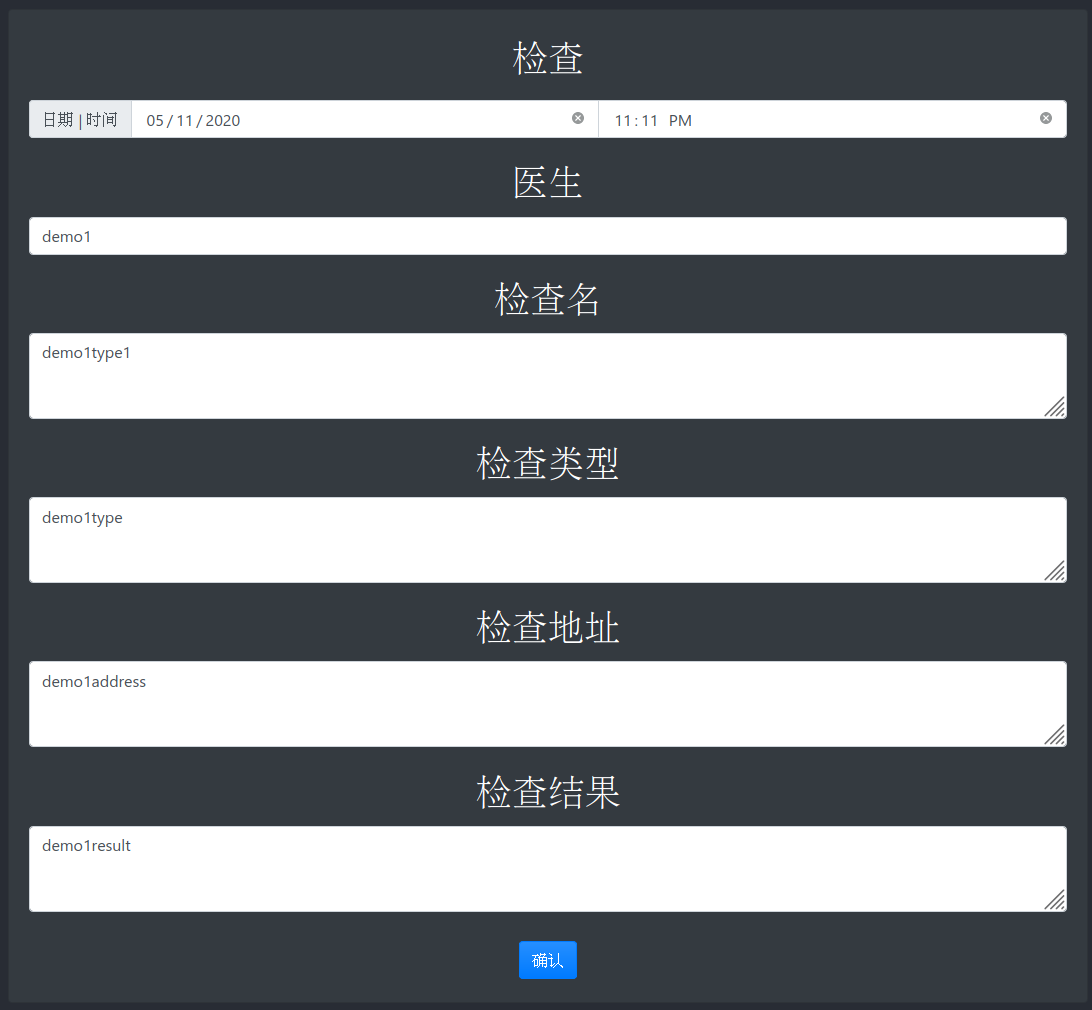 检查
日期 | 时间 05 / 11 / 2020 11 : 11 PM
医生
demo1
检查名
demo1type1
检查类型
demo1type
检查地址
demo1address
检查结果
demo1result
确认